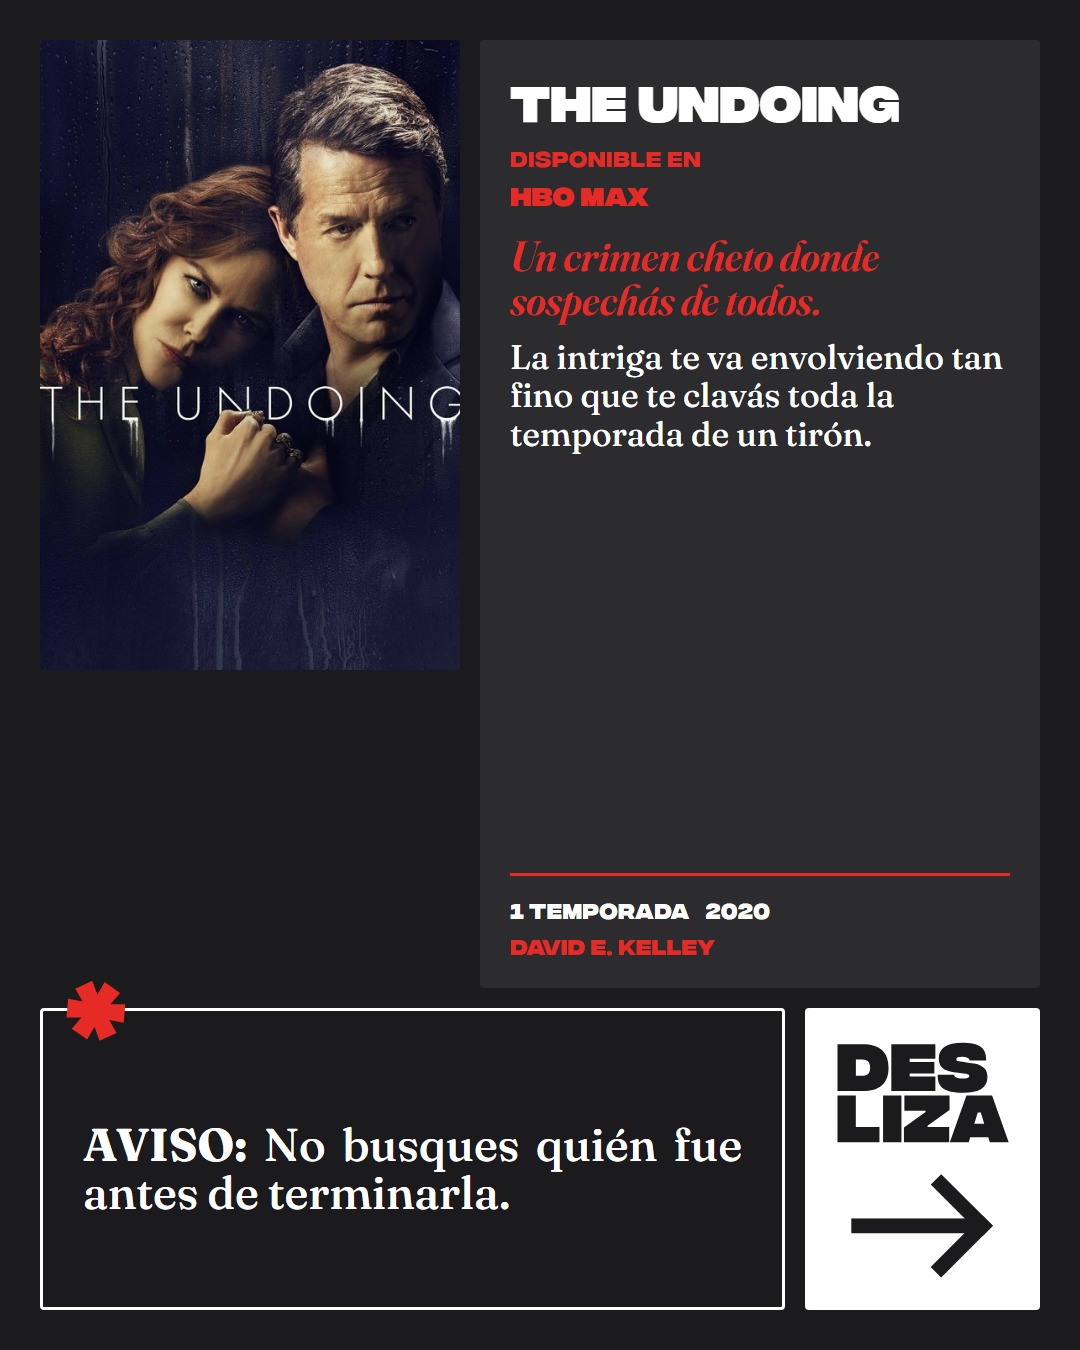 THE UNDOING
THE UNDOING
DISPONIBLE EN
HBO MAX
Un crimen cheto donde
sospechás de todos.
La intriga te va envolviendo tan
fino que te clavás toda la
temporada de un tirón.
1 TEMPORADA 2020
DAVID E. KELLEY
AVISO: No busques quién fue
antes de terminarla.
DES
LIZA